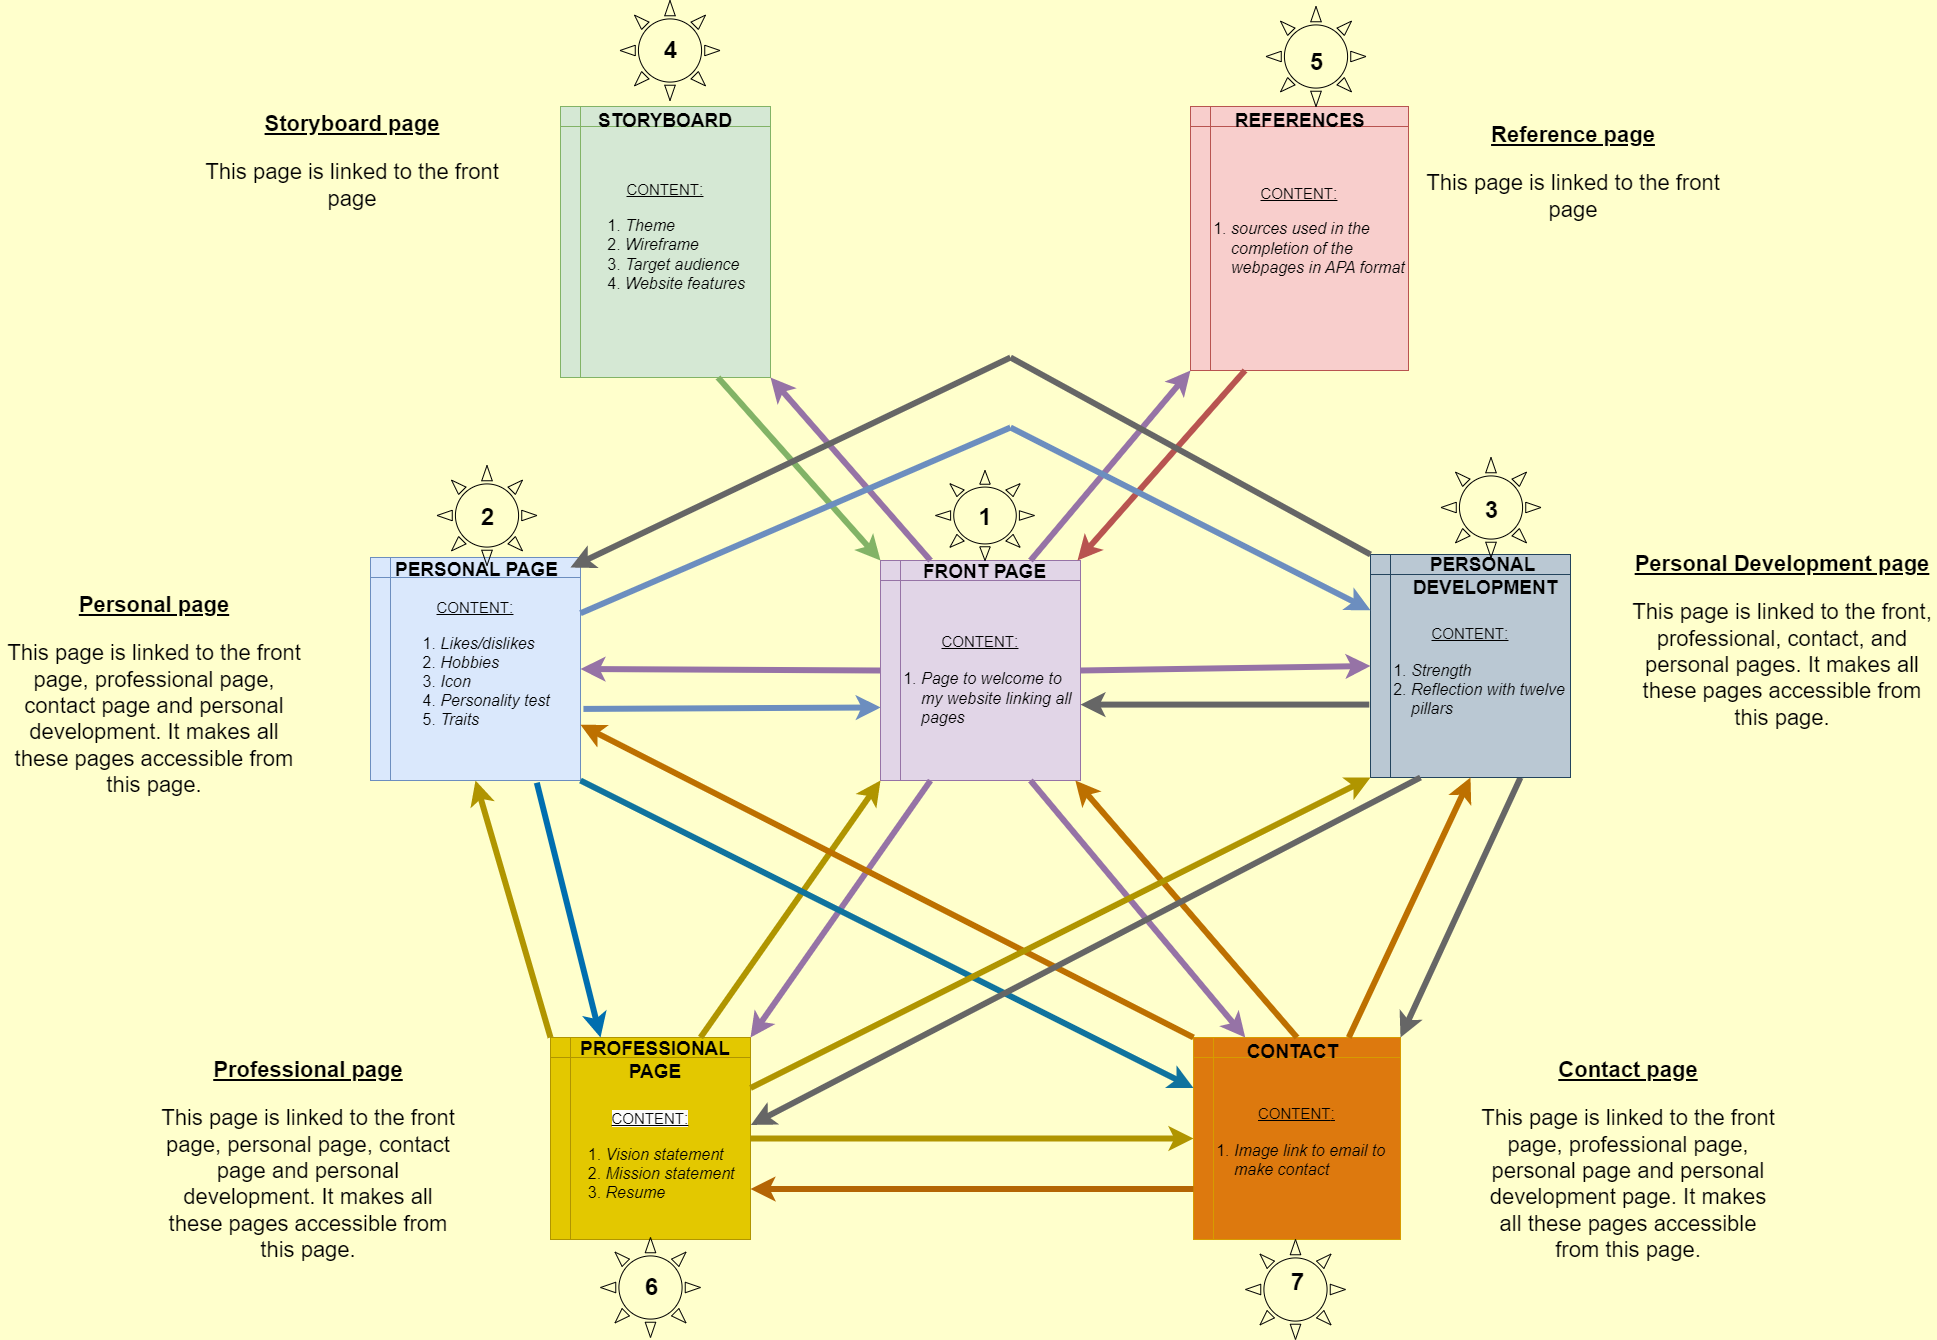 4
5
Storyboard page
This page is linked to the front
page
STORYBOARD
CONTENT:
1. Theme
2. Wireframe
3. Target audience
4. Website features
REFERENCES
CONTENT:
1. sources used in the
completion of the
webpages in APA format
Reference page
This page is linked to the front
page
2
1
3
Personal page
This page is linked to the front
page, professional page,
contact page and personal
development. It makes all
these pages accessible from
this page.
PERSONAL PAGE
CONTENT:
1. Likes/dislikes
2. Hobbies
3. Icon
4. Personality test
5. Traits
FRONT PAGE
CONTENT:
1. Page to welcome to
my website linking all
pages
PERSONAL
DEVELOPMENT
CONTENT:
1. Strength
2. Reflection with twelve
pillars
Personal Development page
This page is linked to the front,
professional, contact, and
personal pages. It makes all
these pages accessible from
this page.
Professional page
This page is linked to the front
page, personal page, contact
page and personal
development. It makes all
these pages accessible from
this page.
PROFESSIONAL
PAGE
CONTENT:
1. Vision statement
2. Mission statement
3. Resume
CONTACT
CONTENT:
1. Image link to email to
make contact
Contact page
This page is linked to the front
page, professional page,
personal page and personal
development page. It makes
all these pages accessible
from this page.
6
7